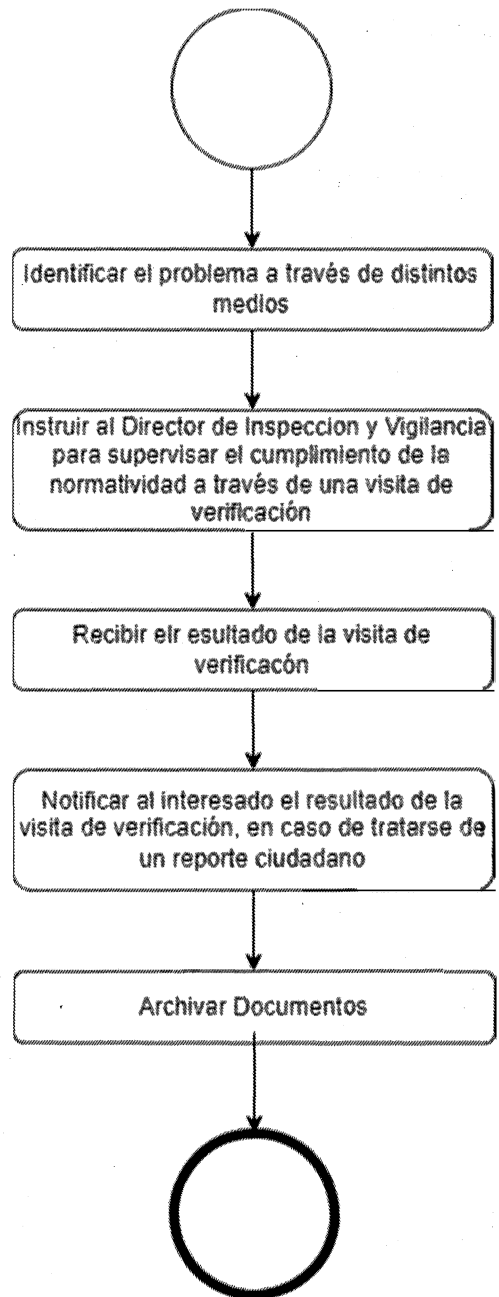 Identificar el problema a través de distintos
medios
Instruir al Director de Inspeccion y Vigilancia
para supervisar el cumplimiento de la
normatividad a través de una visita de
verificación
Recibir elr esultado de la visita de
verificacón
Notificar al interesado el resultado de la
visita de verificación, en caso de tratarse de
un reporte ciudadano
Archivar Documentos